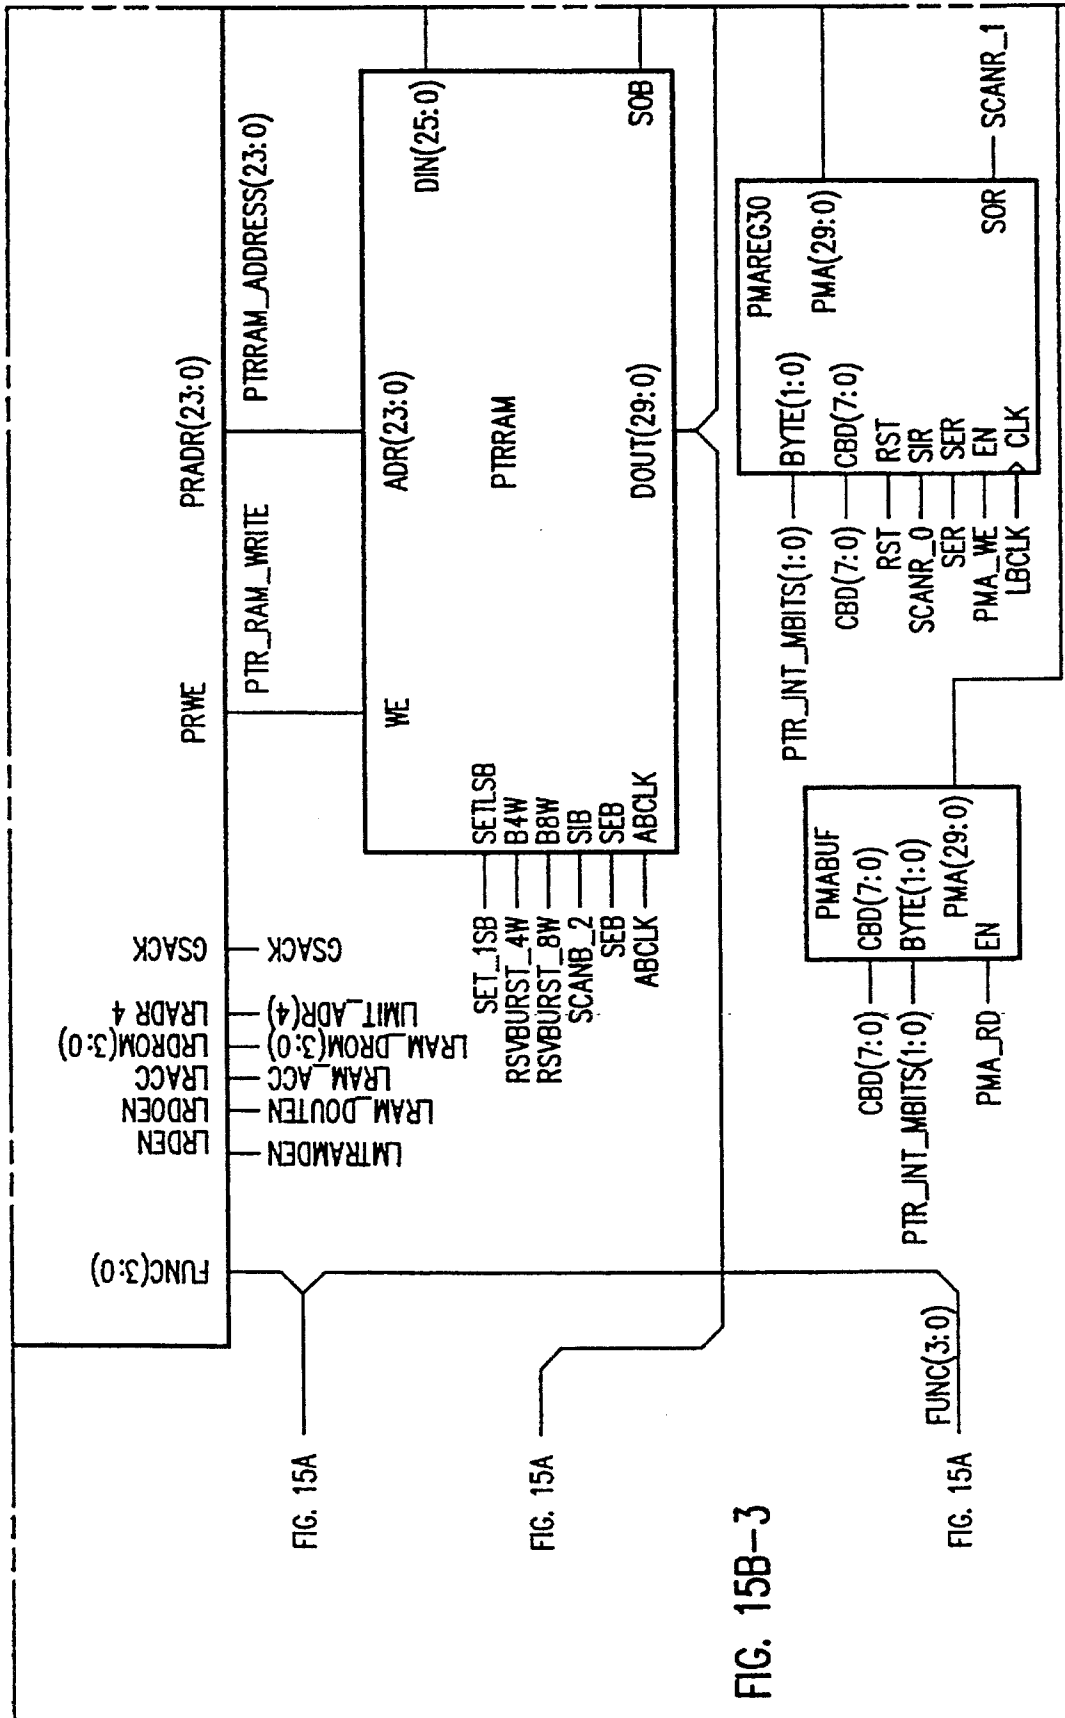 FUNC(3:0)
LRDEN
LRDOEN
LRACC
LRDROM(3:0)
LRADR 4
GSACK
PRWE
PRADR(23:0)
LMTRAMDEN
LRAM_DOUTEN
LRAM_ACC
LRAM_DROM(3:0)
LIMIT_ADR(4)
GSACK
PTR_RAM_WRITE
PTRRAM_ADDRESS(23:0)
FIG. 15A
WE
ADR(23:0)
DIN(25:0)
PTRRAM
SET_1SB
SETLSB
RSVBURST_4W
B4W
RSVBURST_8W
B8W
SCANB_2
SIB
SEB
SEB
ABCLK
ABCLK
DOUT(29:0)
SOB
FIG. 15A
PMABUF
CBD(7:0)
CBD(7:0)
PTR_INT_MBITS(1:0)
BYTE(1:0)
PMA(29:0)
PMA_RD
EN
PMAREG30
PTR_INT_MBITS(1:0)
BYTE(1:0)
PMA(29:0)
CBD(7:0)
CBD(7:0)
RST
RST
SCANR_0
SIR
SER
SER
PMA_WE
EN
LBCLK
CLK
SOR
SCANR_1
FUNC(3:0)
FIG. 15A
FIG. 15B-3